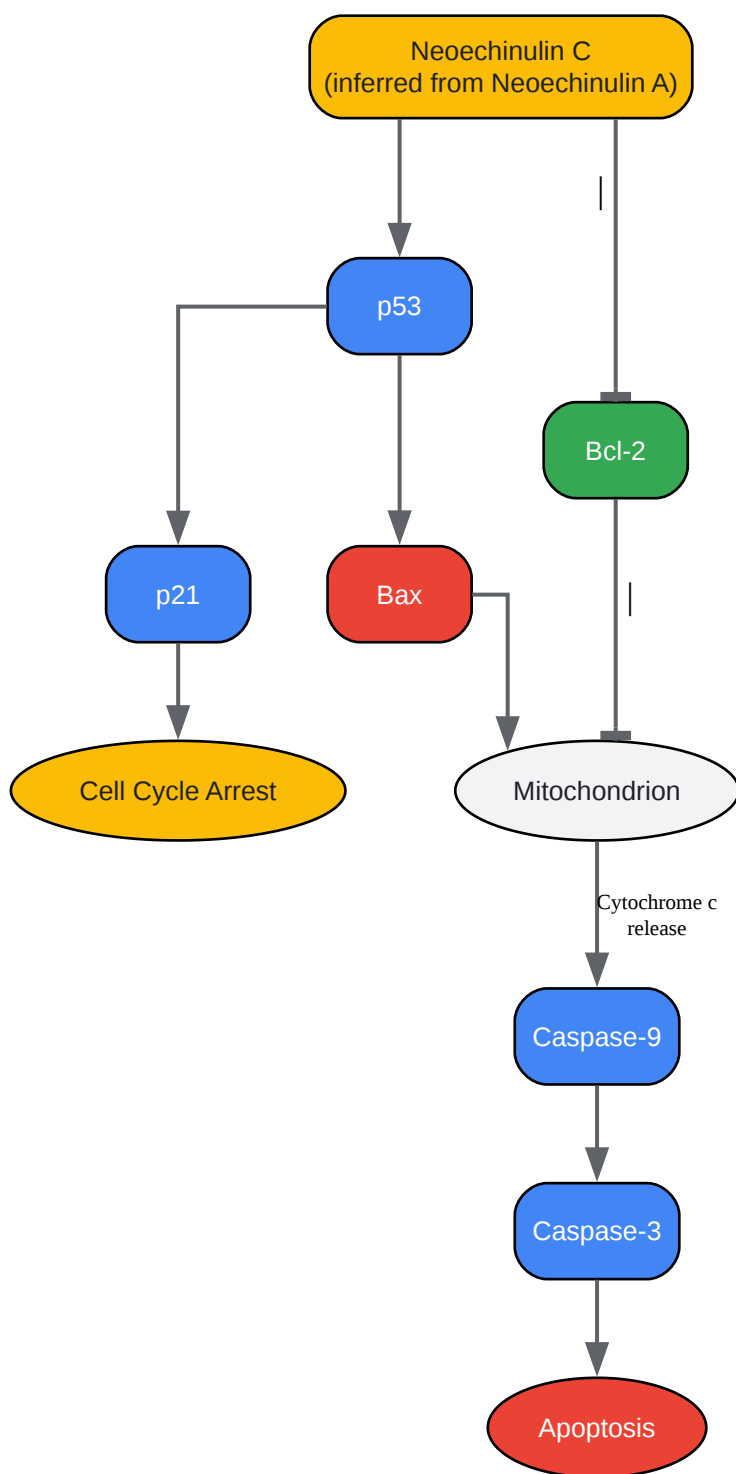 Neoechinulin C
(inferred from Neoechinulin A)
|
p53
Bcl-2
p21
Bax
|
Cell Cycle Arrest
Mitochondrion
Cytochrome c
release
Caspase-9
Caspase-3
Apoptosis